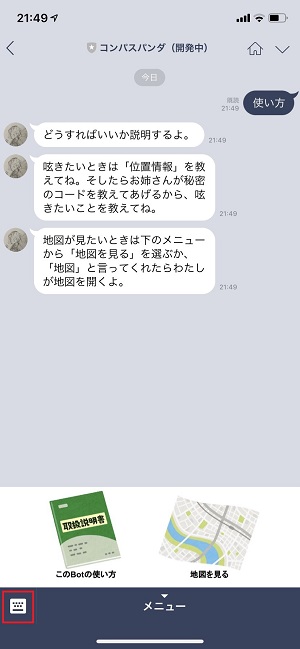 21:49
コンパスパンダ（開発中）
今日
既読
21:49
使い方
どうすればいいか説明するよ。
21:49
呟きたいときは「位置情報」を教
えてね。そしたらお姉さんが秘密
のコードを教えてあげるから、呟
きたいことを教えてね。
21:49
地図が見たいときは下のメニュー
から「地図を見る」を選ぶか、
「地図」と言ってくれたらわたし
が地図を開くよ。
21:49
取扱説明書
このBotの使い方
地図を見る
メニュー